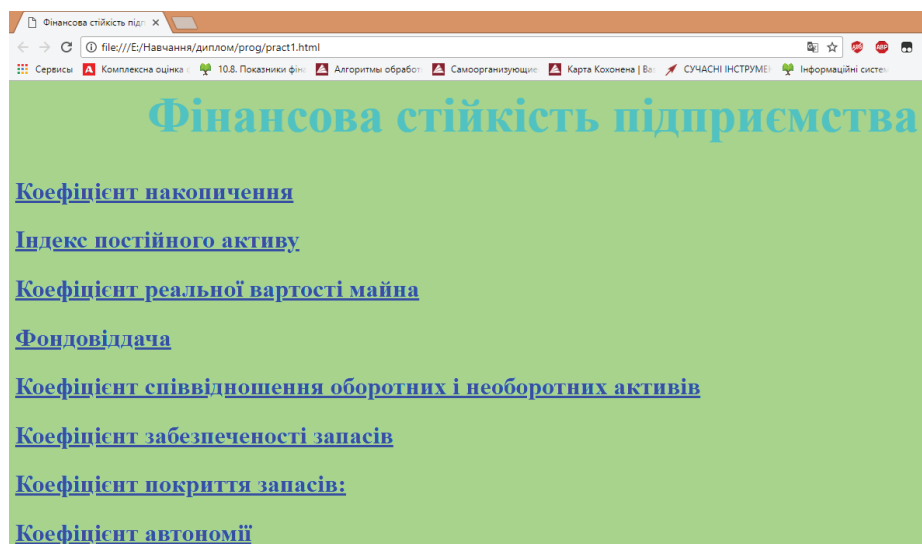 Фінансова стійкість підп
file:///E:/Навчання/диплом/prog/pract1.html
Сервисы Комплексна оцінка 10.8. Показники фін Алгоритмы обработ Самоорганизующие Карта Кохонена | Ba СУЧАСНІ ІНСТРУМЕ Інформаційні систем
Фінансова стійкість підприємства
Коефіцієнт накопичення
Індекс постійного активу
Коефіцієнт реальної вартості майна
Фондовіддача
Коефіцієнт співвідношення оборотних і необоротних активів
Коефіцієнт забезпеченості запасів
Коефіцієнт покриття запасів:
Коефіцієнт автономії